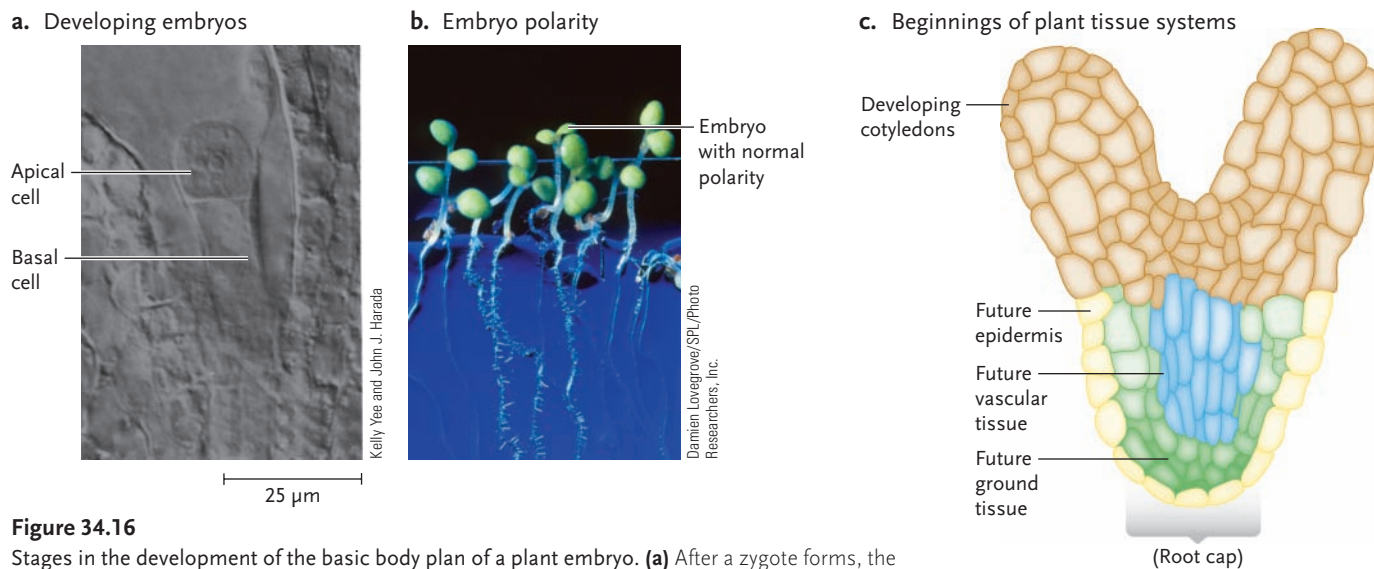 a. Developing embryos
Apical
cell
Basal
cell
Kelly Yee and John J. Harada
25 µm
b. Embryo polarity
Embryo
with normal
polarity
Damien Lovegrove/SPL/Photo
Researchers, Inc.
c. Beginnings of plant tissue systems
Developing
cotyledons
Future
epidermis
Future
vascular
tissue
Future
ground
tissue
(Root cap)
Figure 34.16
Stages in the development of the basic body plan of a plant embryo. (a) After a zygote forms, the